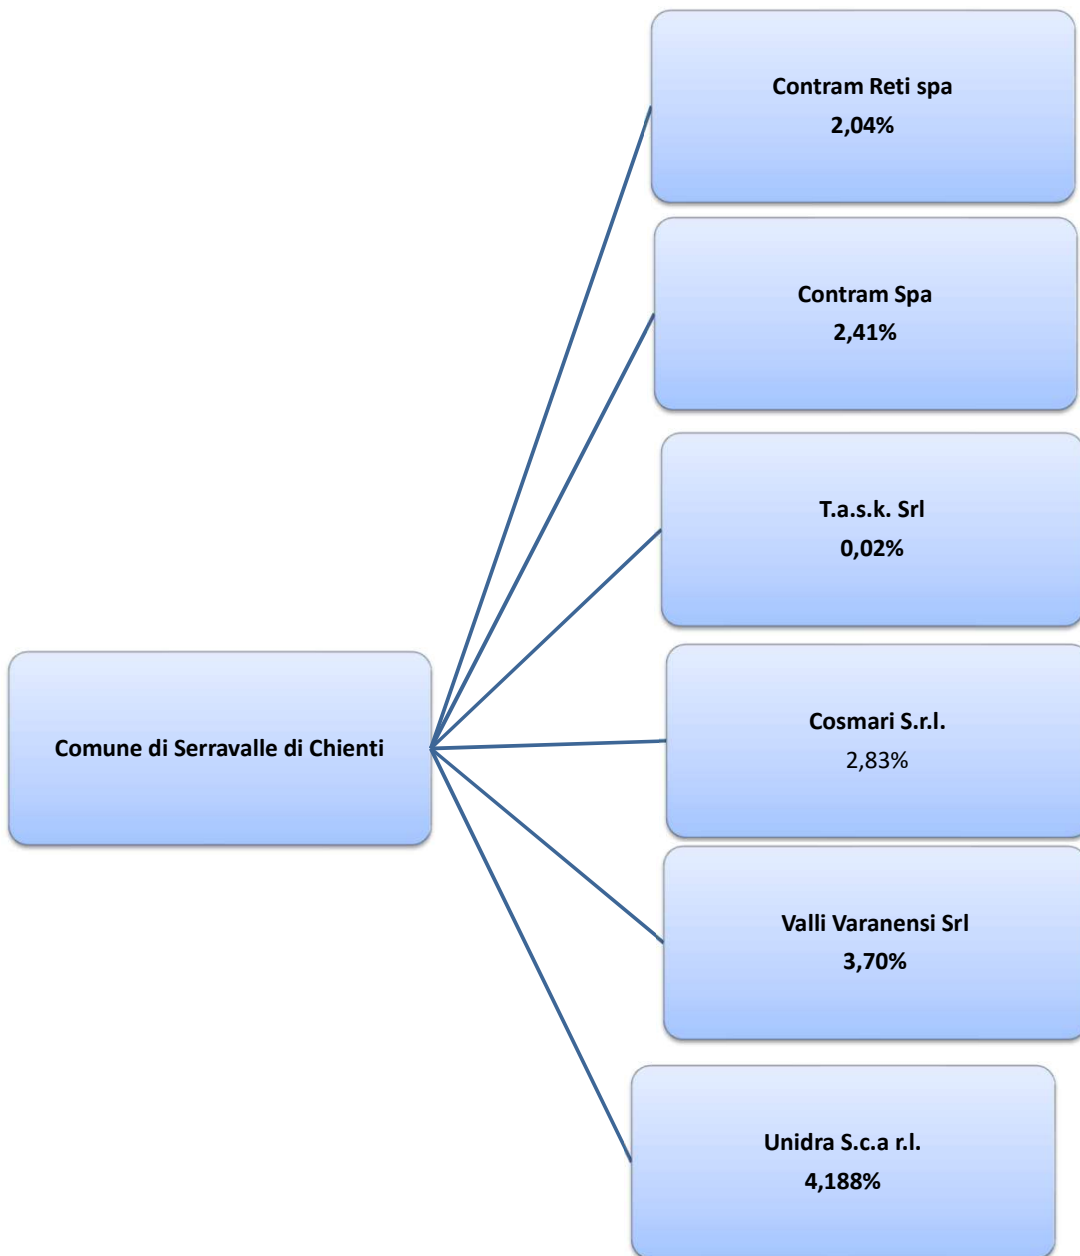 Contram Reti spa
2,04%
Contram Spa
2,41%
T.a.s.k. Srl
0,02%
Comune di Serravalle di Chienti
Cosmari S.r.l.
2,83%
Valli Varanensi Srl
3,70%
Unidra S.c.a r.l.
4,188%